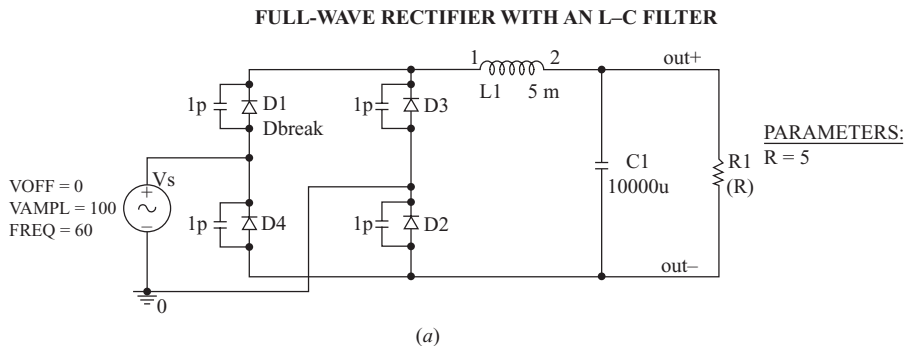 FULL-WAVE RECTIFIER WITH AN L–C FILTER
1 2 out+
L1 5 m
1p D1 1p D3
Dbreak
PARAMETERS:
R = 5
C1 R1
10000u (R)
Vs
VOFF = 0
VAMPL = 100
FREQ = 60
1p D4 1p D2
out–
0
(a)